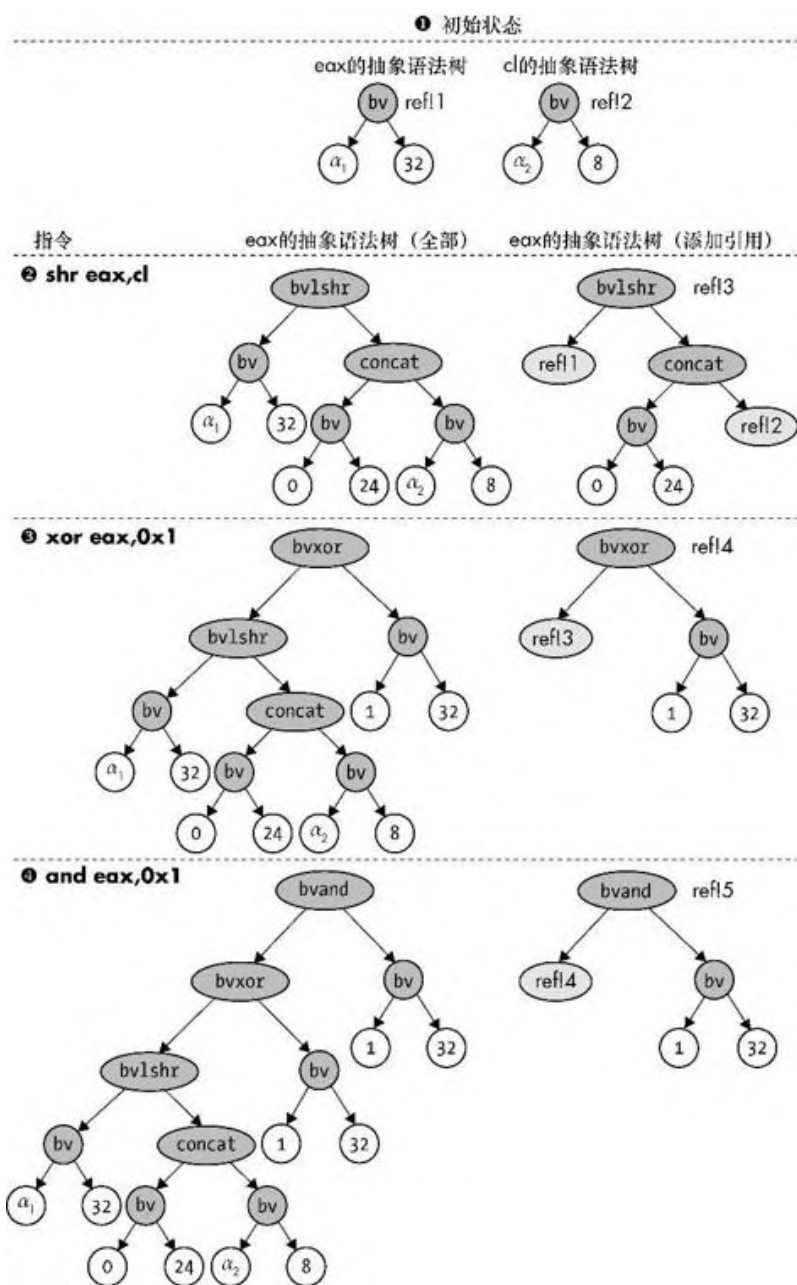 ❶ 初始状态
eax的抽象语法树 cl的抽象语法树
bv ref!1 bv ref!2
α₁ 32 α₂ 8
指令 eax的抽象语法树（全部） eax的抽象语法树（添加引用）
❷ shr eax,cl
bvlshr bvlshr ref!3
bv concat ref!1 concat
α₁ 32 bv bv bv ref!2
0 24 α₂ 8 0 24
❸ xor eax,0x1
bvxor bvxor ref!4
bvlshr bv ref!3 bv
bv concat 1 32 1 32
α₁ 32 bv bv
0 24 α₂ 8
❹ and eax,0x1
bvand bvand ref!5
bvxor bv ref!4 bv
bvlshr bv 1 32 1 32
bv concat 1 32
α₁ 32 bv bv
0 24 α₂ 8